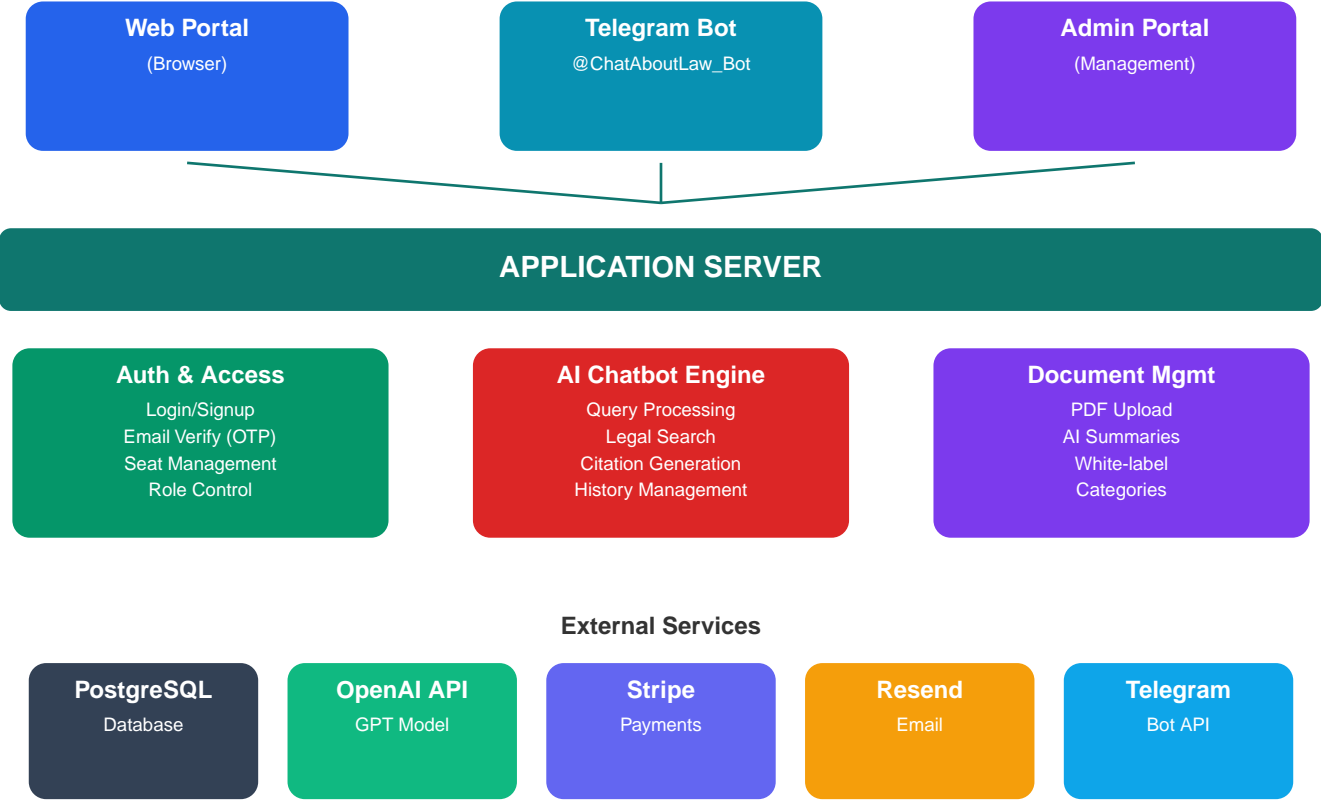 Web Portal
(Browser)
Telegram Bot
@ChatAboutLaw_Bot
Admin Portal
(Management)
APPLICATION SERVER
Auth & Access
Login/Signup
Email Verify (OTP)
Seat Management
Role Control
AI Chatbot Engine
Query Processing
Legal Search
Citation Generation
History Management
Document Mgmt
PDF Upload
AI Summaries
White-label
Categories
External Services
PostgreSQL
Database
OpenAI API
GPT Model
Stripe
Payments
Resend
Email
Telegram
Bot API